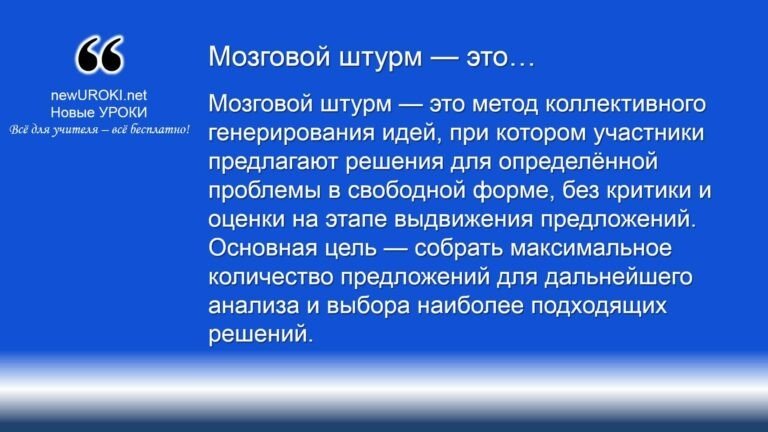 newUROKI.net
Новые УРОКИ
Всё для учителя – всё бесплатно!
Мозговой штурм — это…
Мозговой штурм — это метод коллективного
генерирования идей, при котором участники
предлагают решения для определённой
проблемы в свободной форме, без критики и
оценки на этапе выдвижения предложений.
Основная цель — собрать максимальное
количество предложений для дальнейшего
анализа и выбора наиболее подходящих
решений.